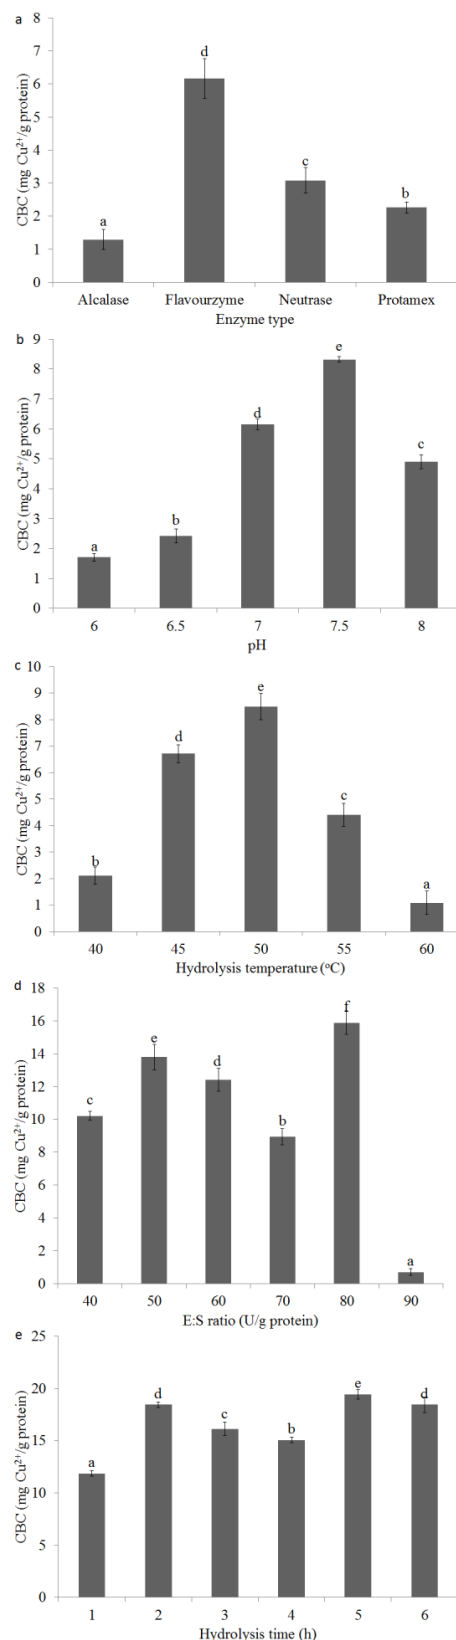 a
CBC (mg Cu²⁺/g protein)
8
7
6
5
4
3
2
1
0
a
d
c
b
Alcalase Flavourzyme Neutrase Protamex
Enzyme type
b
CBC (mg Cu²⁺/g protein)
9
8
7
6
5
4
3
2
1
0
a
b
d
e
c
6 6.5 7 7.5 8
pH
c
CBC (mg Cu²⁺/g protein)
10
9
8
7
6
5
4
3
2
1
0
b
d
e
c
a
40 45 50 55 60
Hydrolysis temperature (°C)
d
CBC (mg Cu²⁺/g protein)
18
16
14
12
10
8
6
4
2
0
c
e
d
b
f
a
40 50 60 70 80 90
E:S ratio (U/g protein)
e
CBC (mg Cu²⁺/g protein)
25
20
15
10
5
0
a
d
c
b
e
d
1 2 3 4 5 6
Hydrolysis time (h)